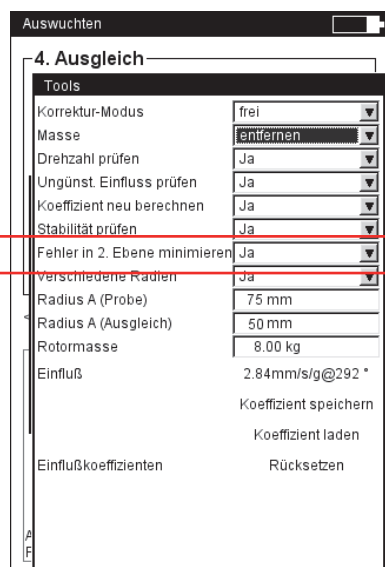 Auswuchten
4. Ausgleich
Tools
Korrektur-Modus frei
Masse entfernen
Drehzahl prüfen Ja
Ungünst. Einfluss prüfen Ja
Koeffizient neu berechnen Ja
Stabilität prüfen Ja
Fehler in 2. Ebene minimieren Ja
Verschiedene Radien Ja
Radius A (Probe) 75 mm
Radius A (Ausgleich) 50 mm
Rotormasse 8.00 kg
Einfluß 2.84mm/s/g@292 °
Koeffizient speichern
Koeffizient laden
Einflußkoeffizienten Rücksetzen
A
F